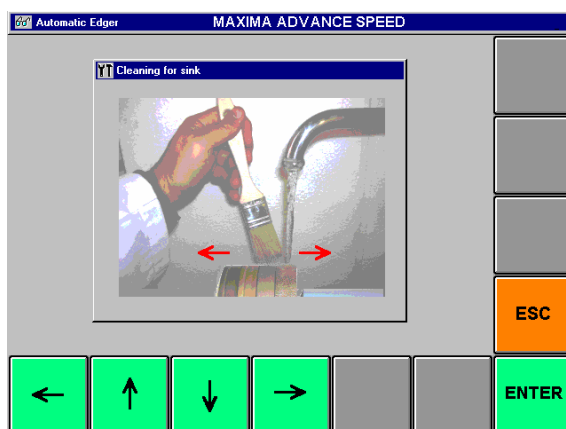 Automatic Edger
MAXIMA ADVANCE SPEED
Cleaning for sink
ESC
ENTER